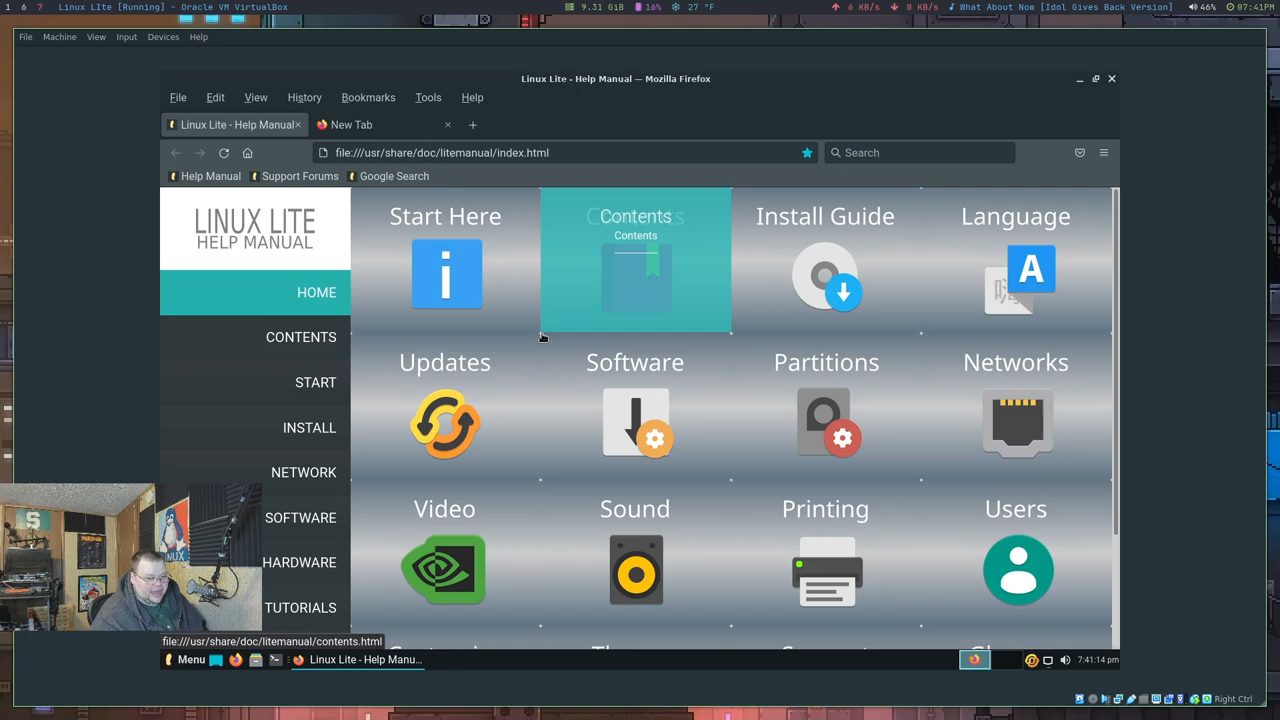 1 6 7 Linux LIte [Running] - Oracle VM VirtualBox 9.31 GiB 16% 27 °F 6 KB/s 0 KB/s What About Now [Idol Gives Back Version] 46% 07:41PM
File Machine View Input Devices Help
Linux Lite - Help Manual — Mozilla Firefox
File Edit View History Bookmarks Tools Help
Linux Lite - Help Manual New Tab
file:///usr/share/doc/litemanual/index.html Search
Help Manual Support Forums Google Search
LINUX LITE
HELP MANUAL
HOME
CONTENTS
START
INSTALL
NETWORK
SOFTWARE
HARDWARE
TUTORIALS
Start Here Contents Install Guide Language
Contents
A
Updates Software Partitions Networks
Video Sound Printing Users
S
LINUX
file:///usr/share/doc/litemanual/contents.html
Menu Linux Lite - Help Manu... 7:41:14 pm
Right Ctrl